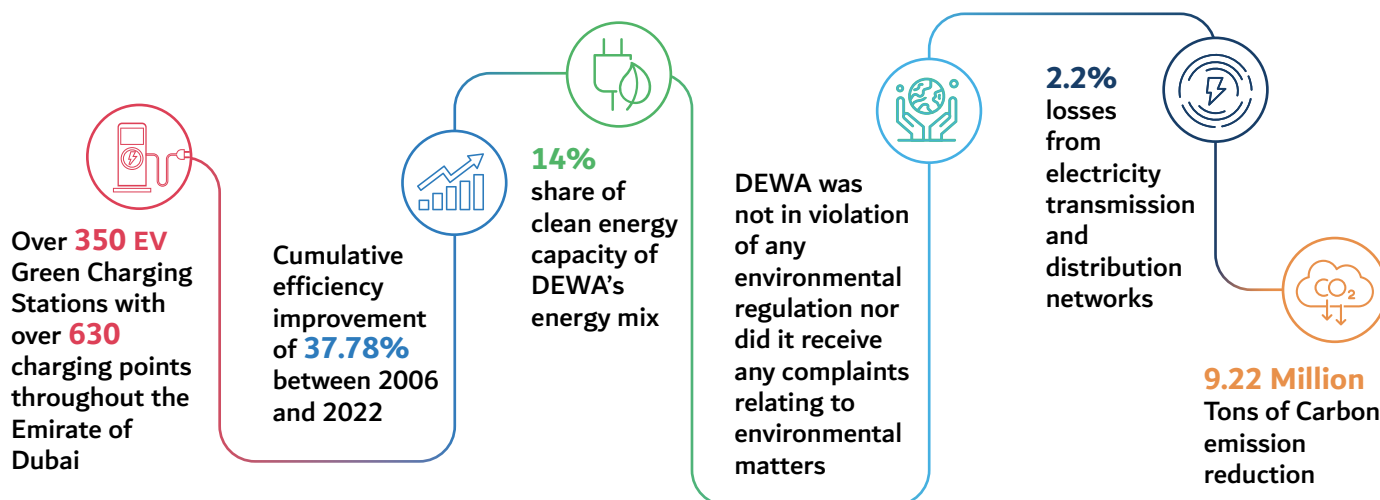 Over 350 EV
Green Charging
Stations with
over 630
charging points
throughout the
Emirate of
Dubai
Cumulative
efficiency
improvement
of 37.78%
between 2006
and 2022
14%
share of
clean energy
capacity of
DEWA’s
energy mix
DEWA was
not in violation
of any
environmental
regulation nor
did it receive
any complaints
relating to
environmental
matters
2.2%
losses
from
electricity
transmission
and
distribution
networks
CO₂
9.22 Million
Tons of Carbon
emission
reduction